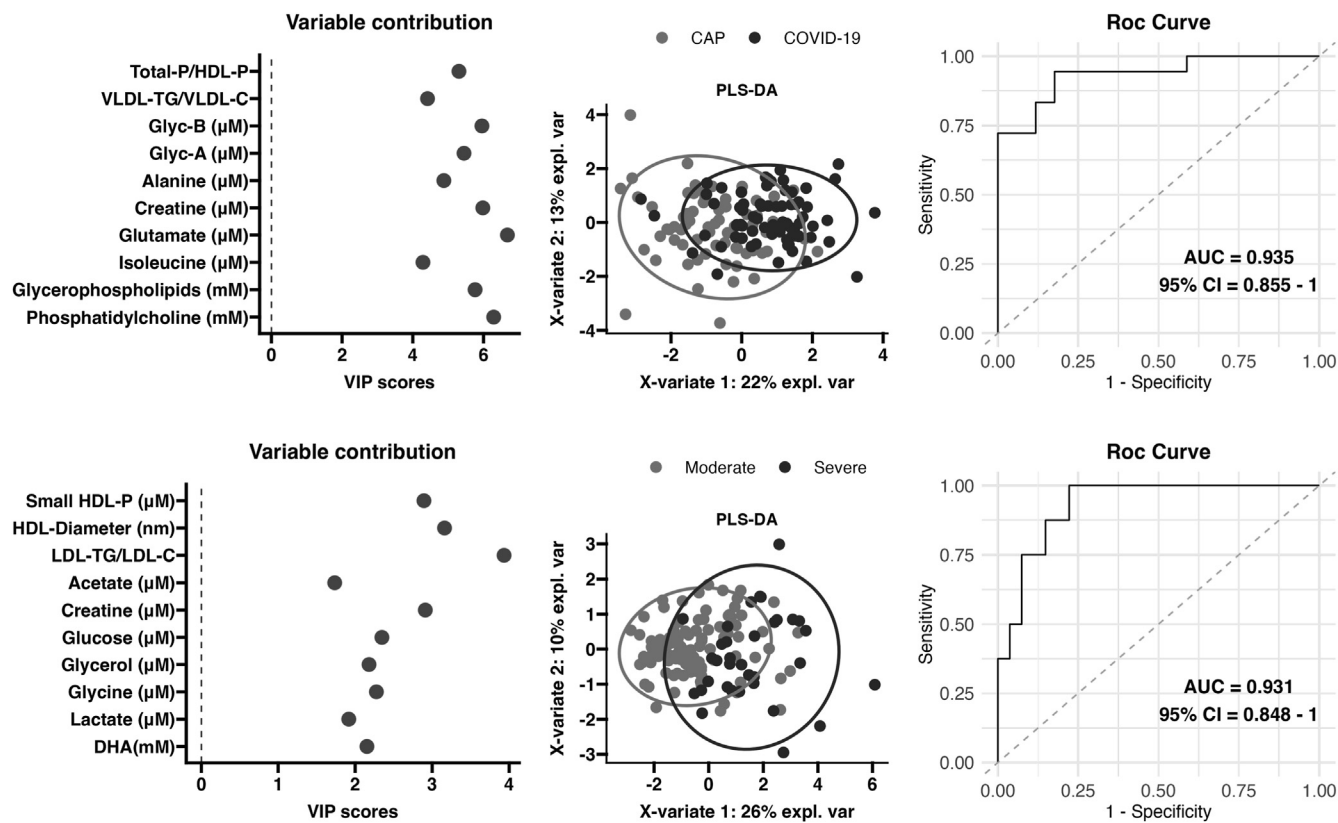 Variable contribution
Total-P/HDL-P
VLDL-TG/VLDL-C
Glyc-B (µM)
Glyc-A (µM)
Alanine (µM)
Creatine (µM)
Glutamate (µM)
Isoleucine (µM)
Glycerophospholipids (mM)
Phosphatidylcholine (mM)
0 2 4 6
VIP scores
CAP COVID-19
PLS-DA
X-variate 2: 13% expl. var
4
2
0
-2
-4
-2 0 2 4
X-variate 1: 22% expl. var
Roc Curve
Sensitivity
1.00
0.75
0.50
0.25
0.00
AUC = 0.935
95% CI = 0.855 - 1
0.00 0.25 0.50 0.75 1.00
1 - Specificity
Variable contribution
Small HDL-P (µM)
HDL-Diameter (nm)
LDL-TG/LDL-C
Acetate (µM)
Creatine (µM)
Glucose (µM)
Glycerol (µM)
Glycine (µM)
Lactate (µM)
DHA(mM)
0 1 2 3 4
VIP scores
Moderate Severe
PLS-DA
X-variate 2: 10% expl. var
3
2
1
0
-1
-2
-3
-2 0 2 4 6
X-variate 1: 26% expl. var
Roc Curve
Sensitivity
1.00
0.75
0.50
0.25
0.00
AUC = 0.931
95% CI = 0.848 - 1
0.00 0.25 0.50 0.75 1.00
1 - Specificity